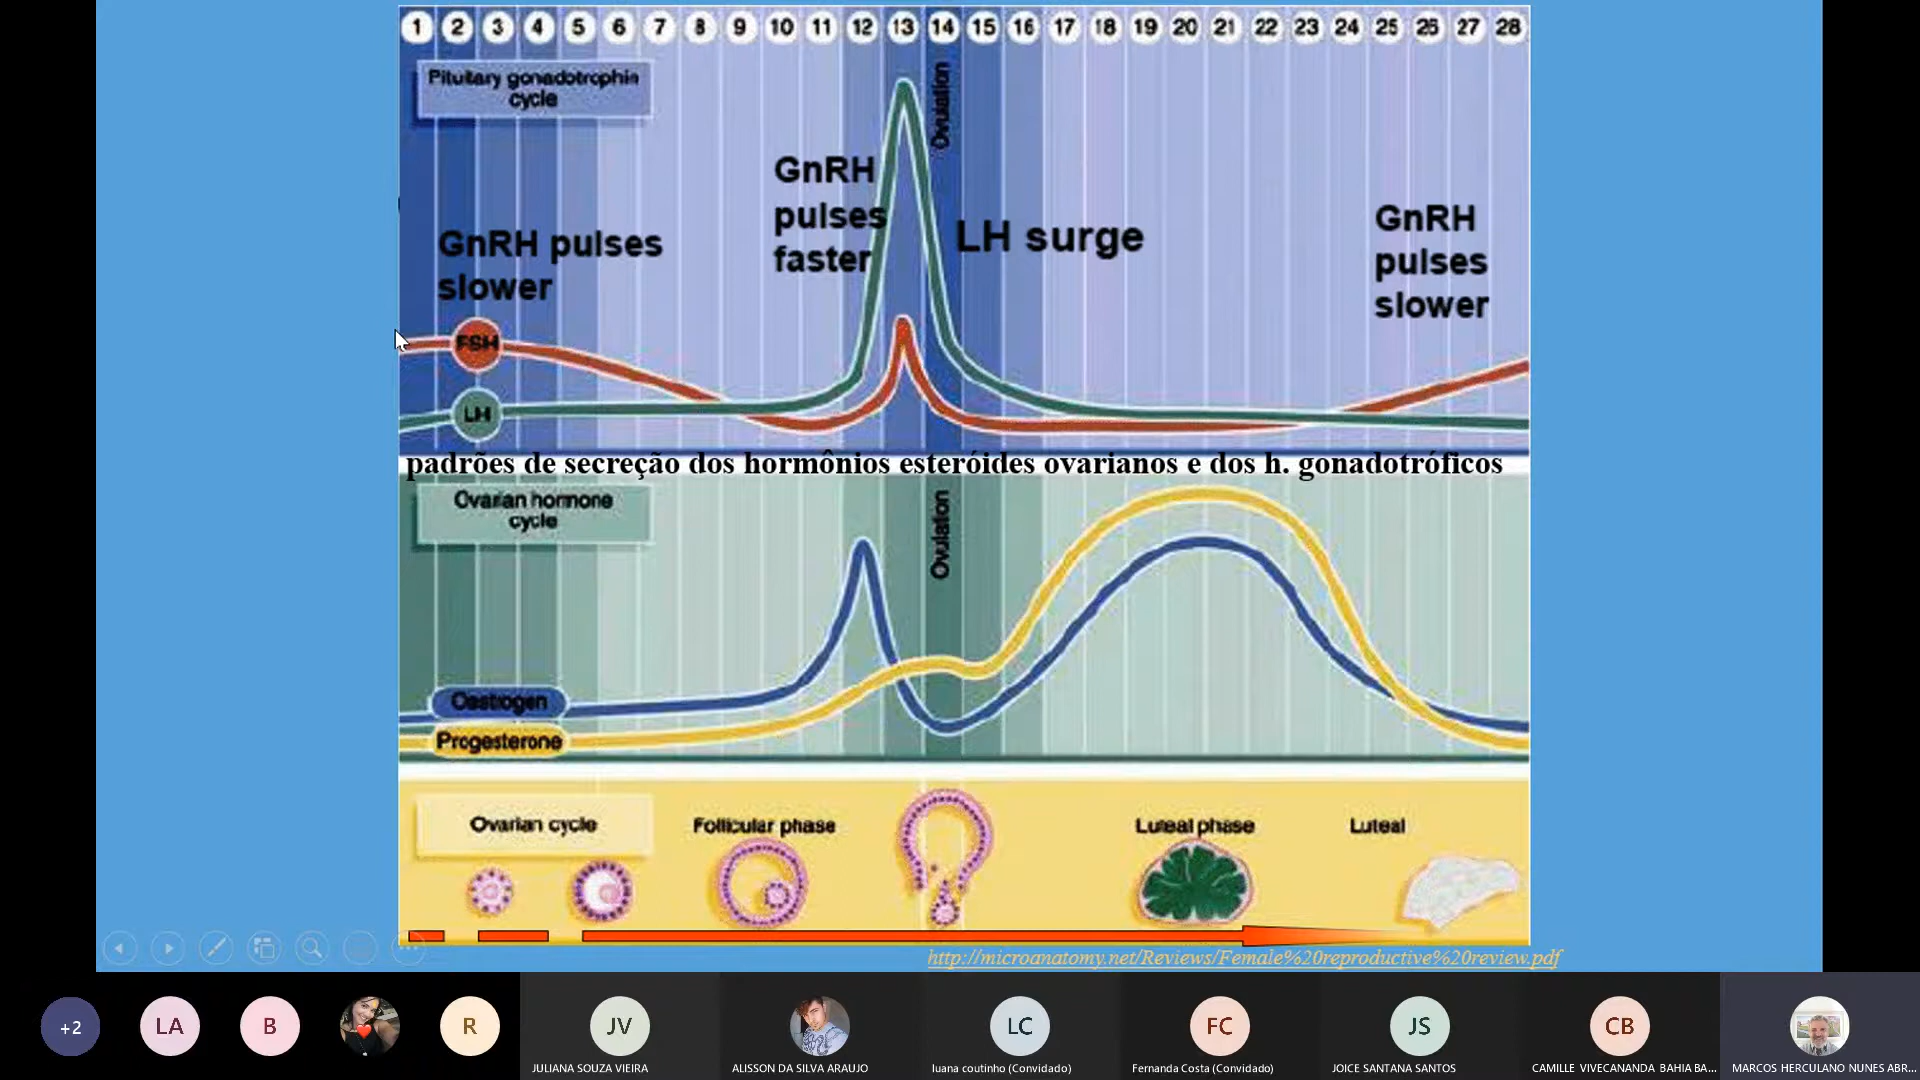 1 2 3 4 5 6 7 8 9 10 11 12 13 14 15 16 17 18 19 20 21 22 23 24 25 26 27 28
Pituitary gonadotrophin
cycle
Ovulation
GnRH
pulses
faster
LH surge
GnRH
pulses
slower
GnRH pulses
slower
FSH
LH
padrões de secreção dos hormônios esteróides ovarianos e dos h. gonadotróficos
Ovarian hormone
cycle
Ovulation
Oestrogen
Progesterone
Ovarian cycle
Follicular phase
Luteal phase
Luteal
http://microanatomy.net/Reviews/Female%20reproductive%20review.pdf
+2
LA
B
R
JV
LC
FC
JS
CB
JULIANA SOUZA VIEIRA
ALISSON DA SILVA ARAUJO
luana coutinho (Convidado)
Fernanda Costa (Convidado)
JOICE SANTANA SANTOS
CAMILLE VIVECANANDA BAHIA BA...
MARCOS HERCULANO NUNES ABR...